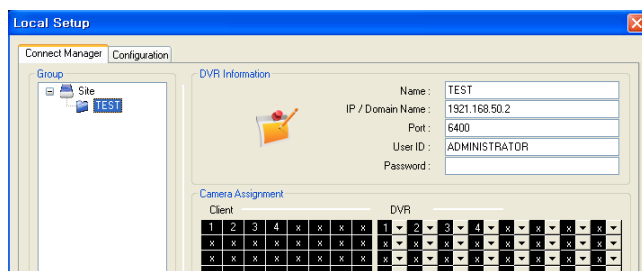 Local Setup
Connect Manager Configuration
Group
Site
TEST
DVR Information
Name : TEST
IP / Domain Name : 1921.168.50.2
Port : 6400
User ID : ADMINISTRATOR
Password :
Camera Assignment
Client DVR
1 2 3 4 x x x x 1 2 3 4 x x x x
x x x x x x x x x x x x x x x x
x x x x x x x x x x x x x x x x